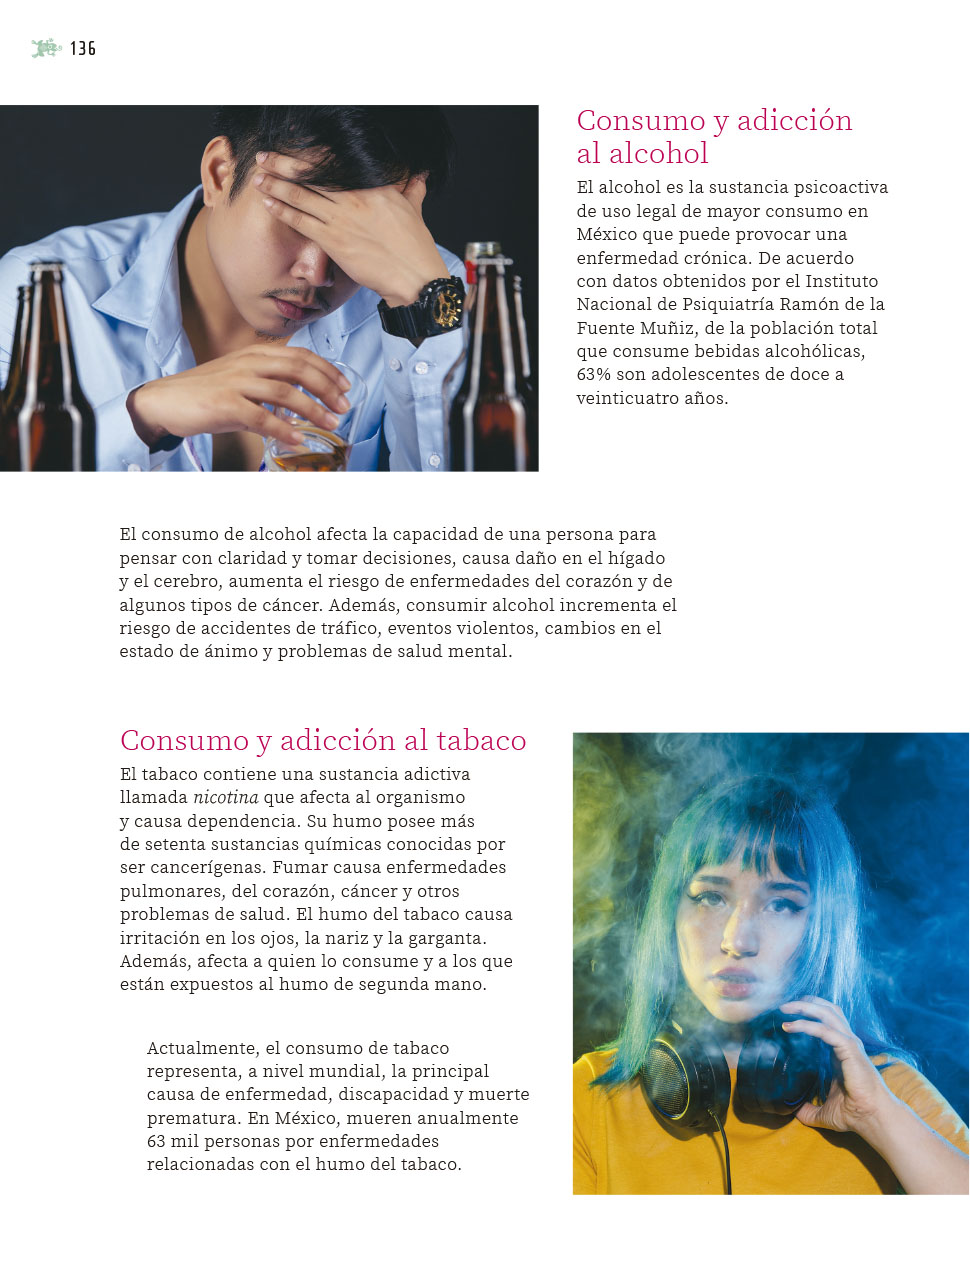 136
Consumo y adicción
al alcohol
El alcohol es la sustancia psicoactiva
de uso legal de mayor consumo en
México que puede provocar una
enfermedad crónica. De acuerdo
con datos obtenidos por el Instituto
Nacional de Psiquiatría Ramón de la
Fuente Muñiz, de la población total
que consume bebidas alcohólicas,
63% son adolescentes de doce a
veinticuatro años.
El consumo de alcohol afecta la capacidad de una persona para
pensar con claridad y tomar decisiones, causa daño en el hígado
y el cerebro, aumenta el riesgo de enfermedades del corazón y de
algunos tipos de cáncer. Además, consumir alcohol incrementa el
riesgo de accidentes de tráfico, eventos violentos, cambios en el
estado de ánimo y problemas de salud mental.
Consumo y adicción al tabaco
El tabaco contiene una sustancia adictiva
llamada nicotina que afecta al organismo
y causa dependencia. Su humo posee más
de setenta sustancias químicas conocidas por
ser cancerígenas. Fumar causa enfermedades
pulmonares, del corazón, cáncer y otros
problemas de salud. El humo del tabaco causa
irritación en los ojos, la nariz y la garganta.
Además, afecta a quien lo consume y a los que
están expuestos al humo de segunda mano.
Actualmente, el consumo de tabaco
representa, a nivel mundial, la principal
causa de enfermedad, discapacidad y muerte
prematura. En México, mueren anualmente
63 mil personas por enfermedades
relacionadas con el humo del tabaco.